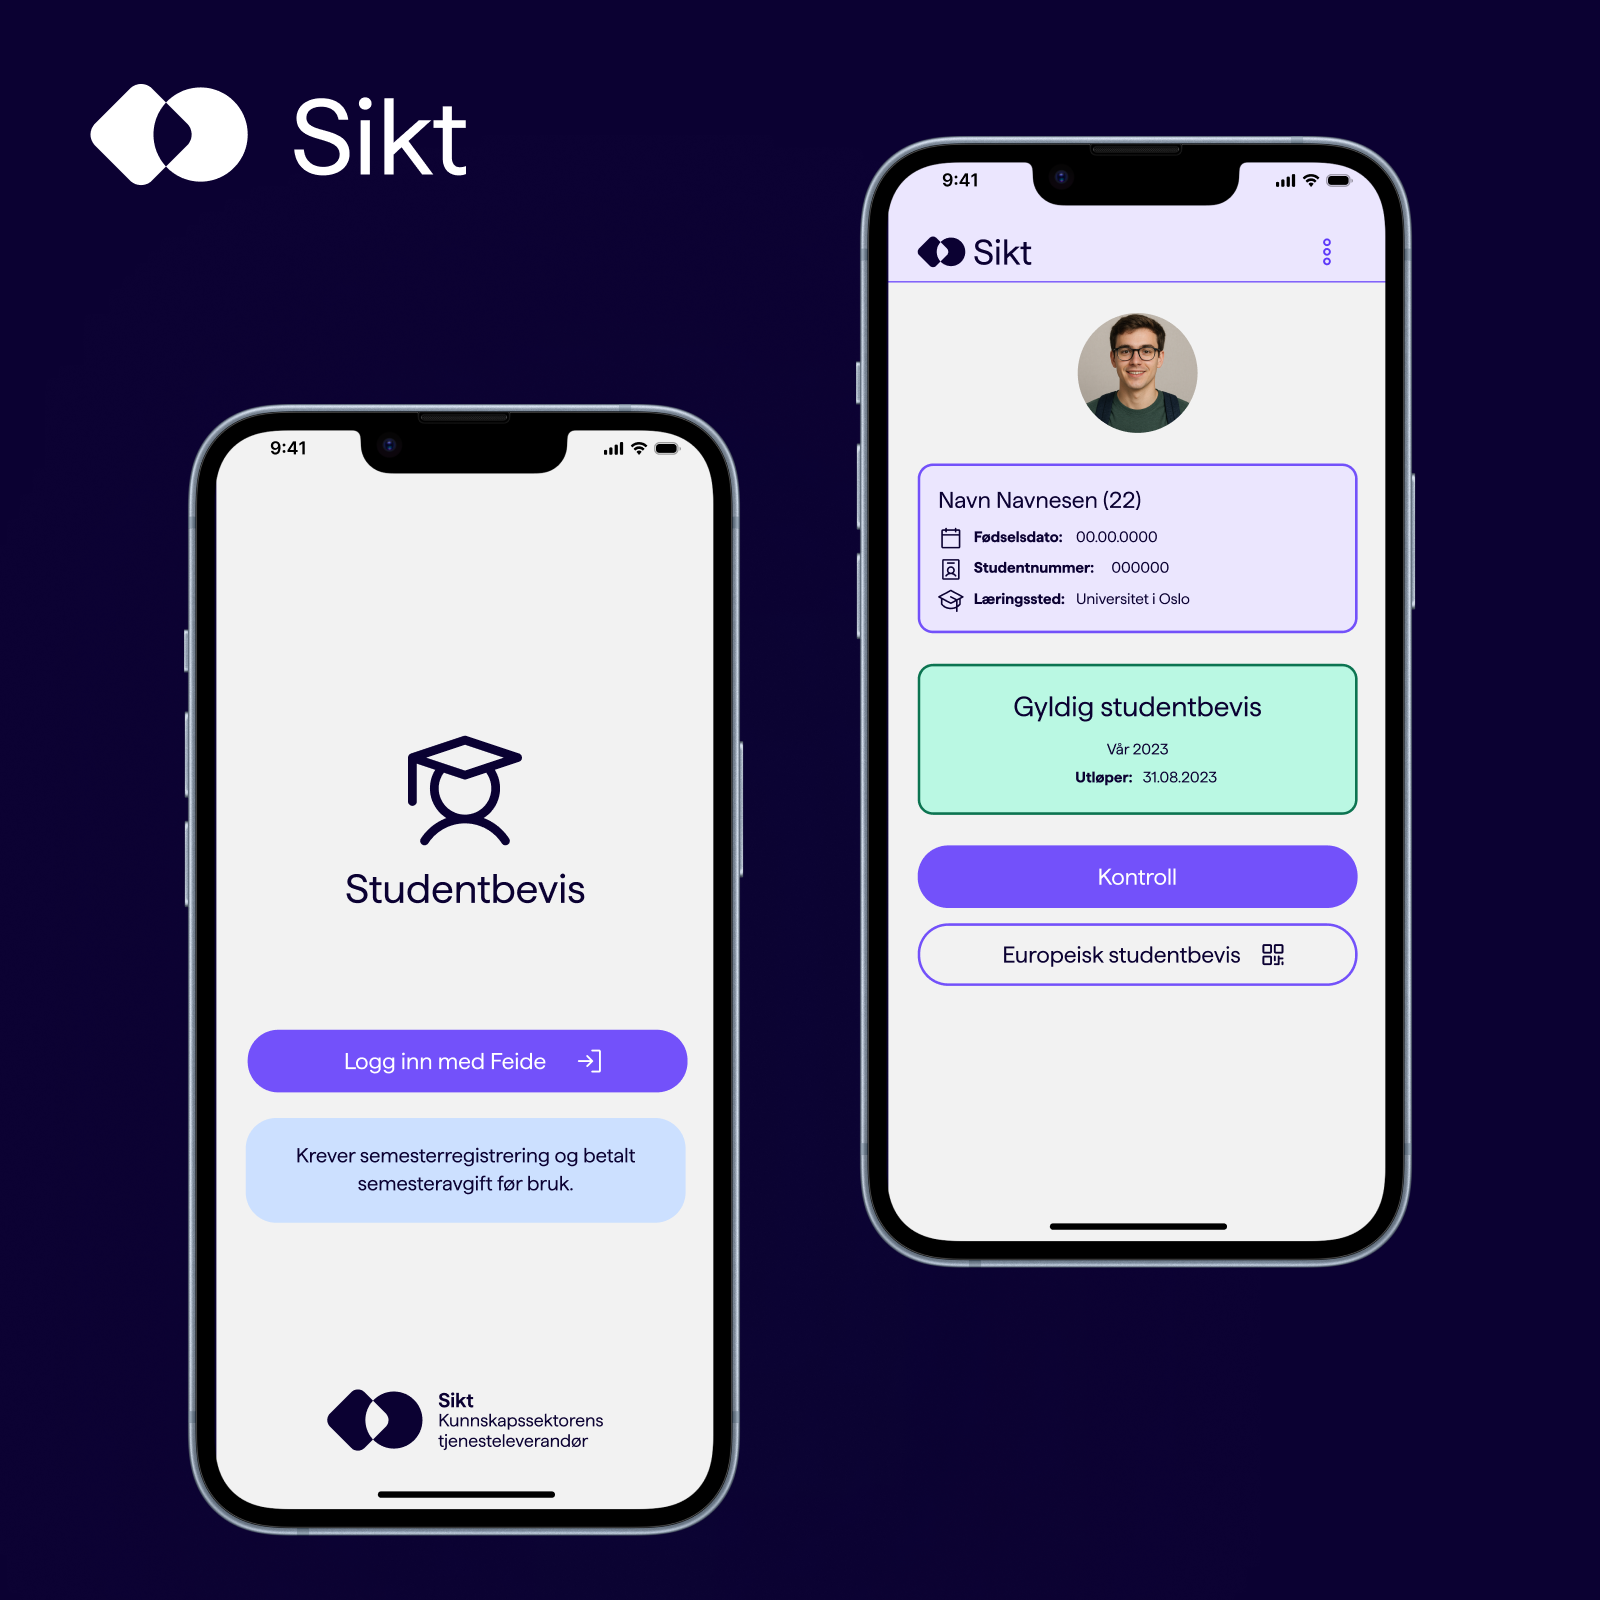 Sikt
9:41
Studentbevis
Logg inn med Feide
Krever semesterregistrering og betalt
semesteravgift før bruk.
Sikt
Kunnskapssektorens
tjenesteleverandør
9:41
Sikt
Navn Navnesen (22)
Fødselsdato: 00.00.0000
Studentnummer: 000000
Læringssted: Universitet i Oslo
Gyldig studentbevis
Vår 2023
Utløper: 31.08.2023
Kontroll
Europeisk studentbevis